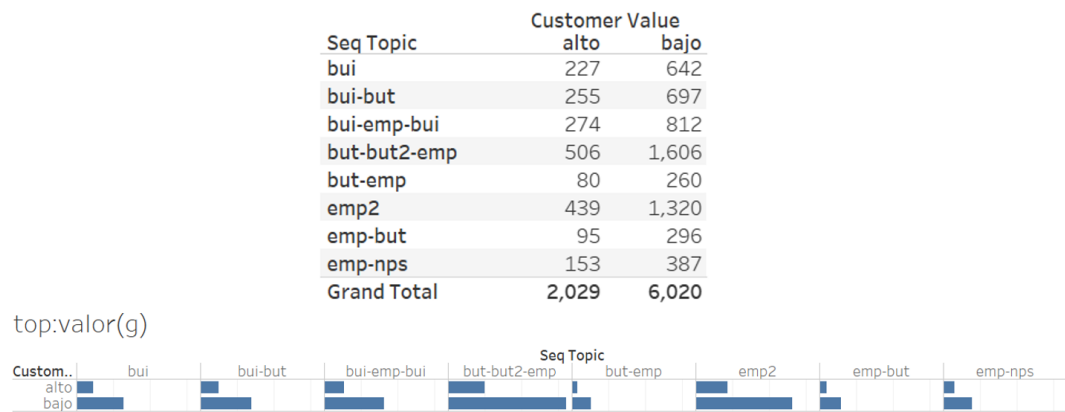 Customer Value
Seq Topic alto bajo
bui 227 642
bui-but 255 697
bui-emp-bui 274 812
but-but2-emp 506 1,606
but-emp 80 260
emp2 439 1,320
emp-but 95 296
emp-nps 153 387
Grand Total 2,029 6,020
top:valor(g)
Seq Topic
Custom.. bui bui-but bui-emp-bui but-but2-emp but-emp emp2 emp-but emp-nps
alto
bajo